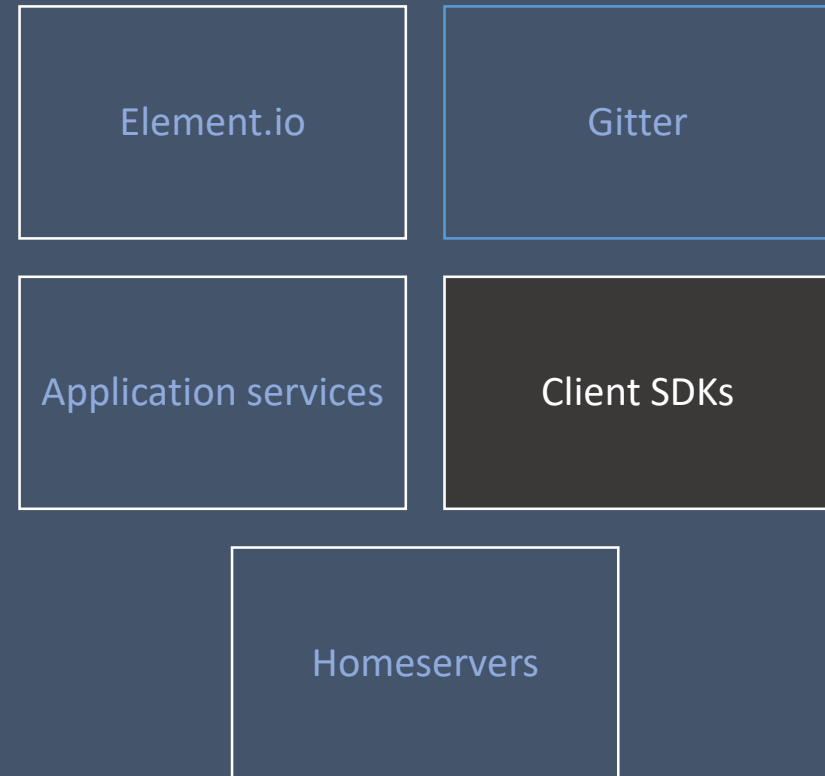 Element.io
Gitter
Application services
Client SDKs
Homeservers